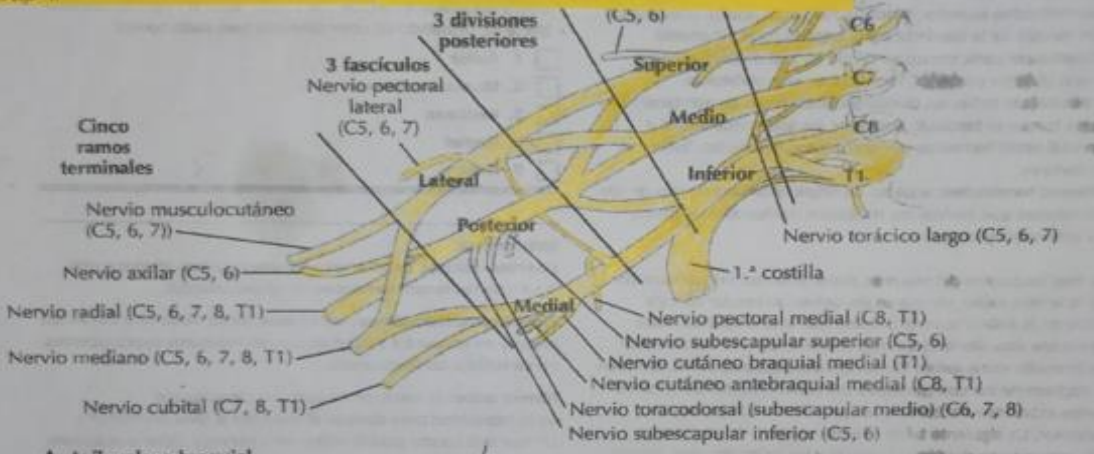 3 divisiones
posteriores
(C5, 6)
C6
Superior
C7
3 fascículos
Nervio pectoral
lateral
(C5, 6, 7)
Medio
C8
Cinco
ramos
terminales
Inferior
T1
Lateral
Nervio musculocutáneo
(C5, 6, 7))
Posterior
Nervio torácico largo (C5, 6, 7)
Nervio axilar (C5, 6)
1.ª costilla
Nervio radial (C5, 6, 7, 8, T1)
Medial
Nervio pectoral medial (C8, T1)
Nervio subescapular superior (C5, 6)
Nervio mediano (C5, 6, 7, 8, T1)
Nervio cutáneo braquial medial (T1)
Nervio cutáneo antebraquial medial (C8, T1)
Nervio cubital (C7, 8, T1)
Nervio toracodorsal (subescapular medio) (C6, 7, 8)
Nervio subescapular inferior (C5, 6)